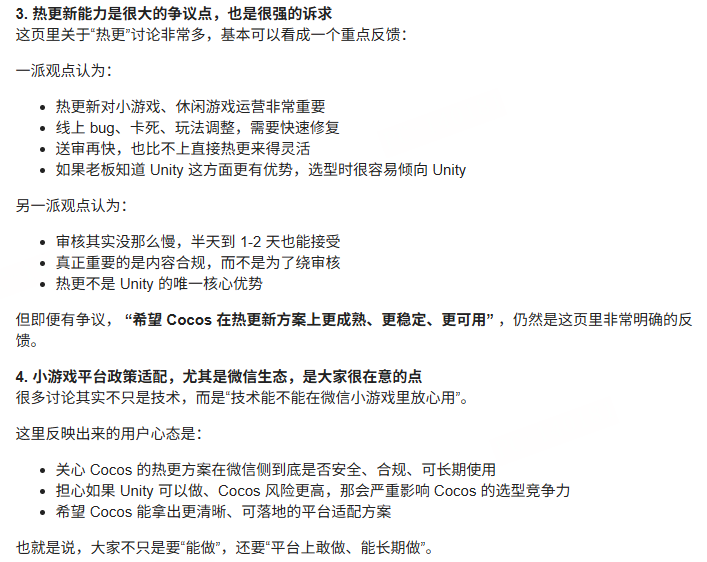 3. 热更新能力是很大的争议点，也是很强的诉求
这页里关于“热更”讨论非常多，基本可以看成一个重点反馈：
一派观点认为：
• 热更新对小游戏、休闲游戏运营非常重要
• 线上 bug、卡死、玩法调整，需要快速修复
• 送审再快，也比不上直接热更来得灵活
• 如果老板知道 Unity 这方面更有优势，选型时很容易倾向 Unity
另一派观点认为：
• 审核其实没那么慢，半天到 1-2 天也能接受
• 真正重要的是内容合规，而不是为了绕审核
• 热更不是 Unity 的唯一核心优势
但即便有争议， “希望 Cocos 在热更新方案上更成熟、更稳定、更可用” ，仍然是这页里非常明确的反
馈。
4. 小游戏平台政策适配，尤其是微信生态，是大家很在意的点
很多讨论其实不只是技术，而是“技术能不能在微信小游戏里放心用”。
这里反映出来的用户心态是：
• 关心 Cocos 的热更方案在微信侧到底是否安全、合规、可长期使用
• 担心如果 Unity 可以做、Cocos 风险更高，那会严重影响 Cocos 的选型竞争力
• 希望 Cocos 能拿出更清晰、可落地的平台适配方案
也就是说，大家不只是要“能做”，还要“平台上敢做、能长期做”。